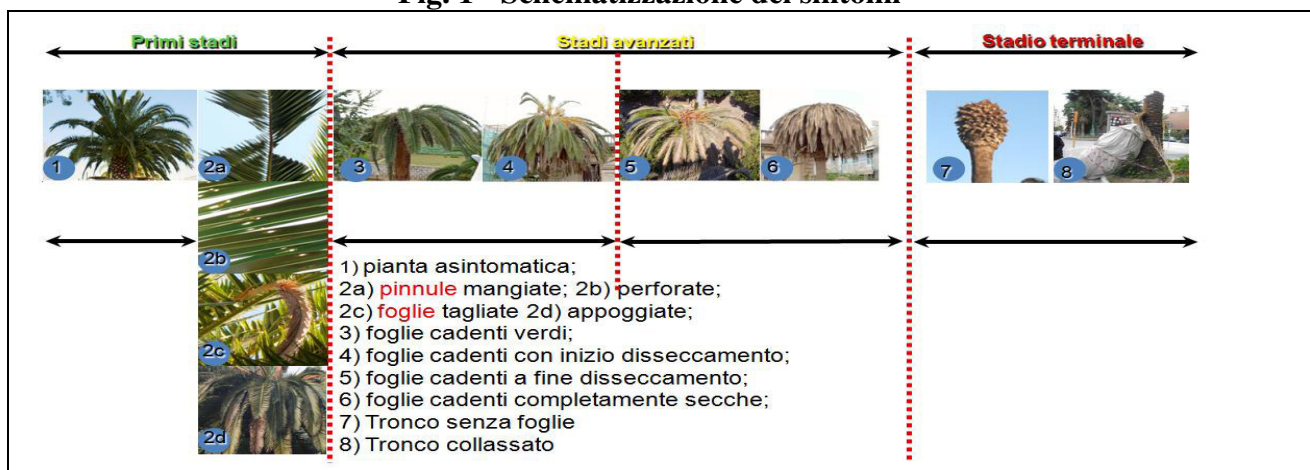 Fig. 1 - Schematizzazione dei sintomi
Primi stadi
Stadi avanzati
Stadio terminale
1
2a
3
4
5
6
7
8
2b
2c
2d
1) pianta asintomatica;
2a) pinnule mangiate; 2b) perforate;
2c) foglie tagliate 2d) appoggiate;
3) foglie cadenti verdi;
4) foglie cadenti con inizio disseccamento;
5) foglie cadenti a fine disseccamento;
6) foglie cadenti completamente secche;
7) Tronco senza foglie
8) Tronco collassato